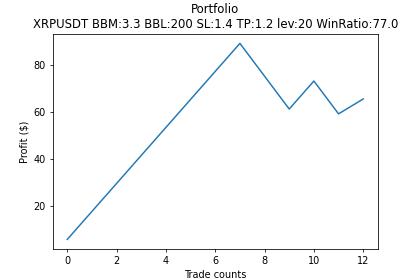 Portfolio
XRPUSDT BBM:3.3 BBL:200 SL:1.4 TP:1.2 lev:20 WinRatio:77.0
80
60
40
20
Profit ($)
0 2 4 6 8 10 12
Trade counts